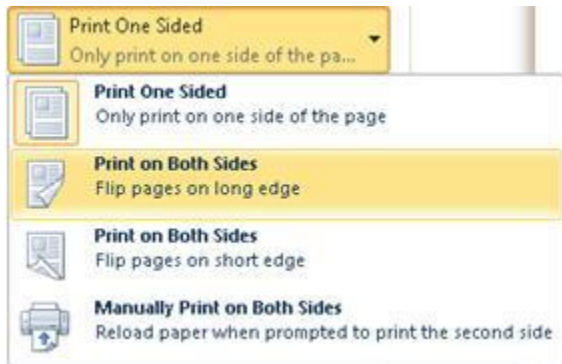 Print One Sided
Only print on one side of the pa...
Print One Sided
Only print on one side of the page
Print on Both Sides
Flip pages on long edge
Print on Both Sides
Flip pages on short edge
Manually Print on Both Sides
Reload paper when prompted to print the second side